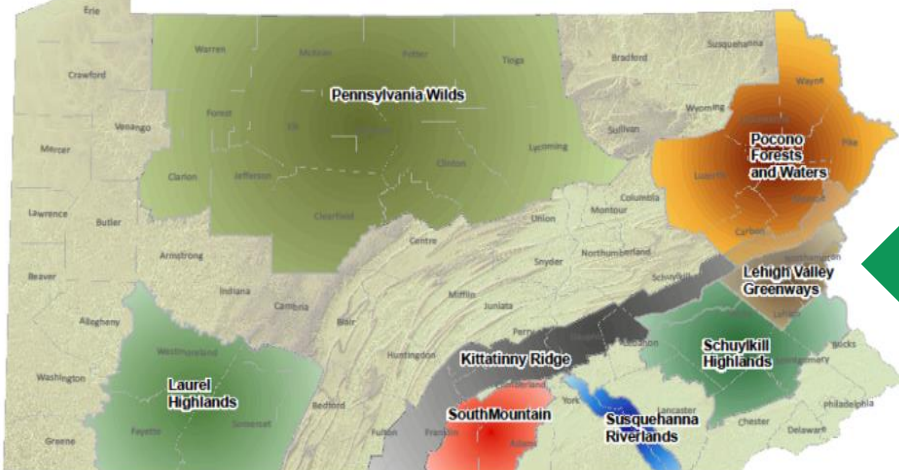 Erie
Warren
McKean
Potter
Tioga
Bradford
Susquehanna
Crawford
Wayne
Pennsylvania Wilds
Forest
Wyoming
Venango
Elk
Sullivan
Mercer
Pocono
Forests
and Waters
Pike
Lycoming
Clinton
Clarion
Jefferson
Luzerne
Columbia
Lawrence
Butler
Clearfield
Union
Montour
Carbon
Centre
Armstrong
Snyder
Northumberland
Beaver
Schuylkill
Lehigh Valley
Greenways
Indiana
Cambria
Mifflin
Juniata
Allegheny
Blair
Perry
Westmoreland
Huntingdon
Kittatinny Ridge
Lebanon
Schuylkill
Highlands
Bucks
Montgomery
Washington
Laurel
Highlands
Cumberland
Bedford
York
SouthMountain
Susquehanna
Riverlands
Lancaster
Philadelphia
Chester
Delaware
Greene
Fayette
Somerset
Fulton
Franklin
Adams